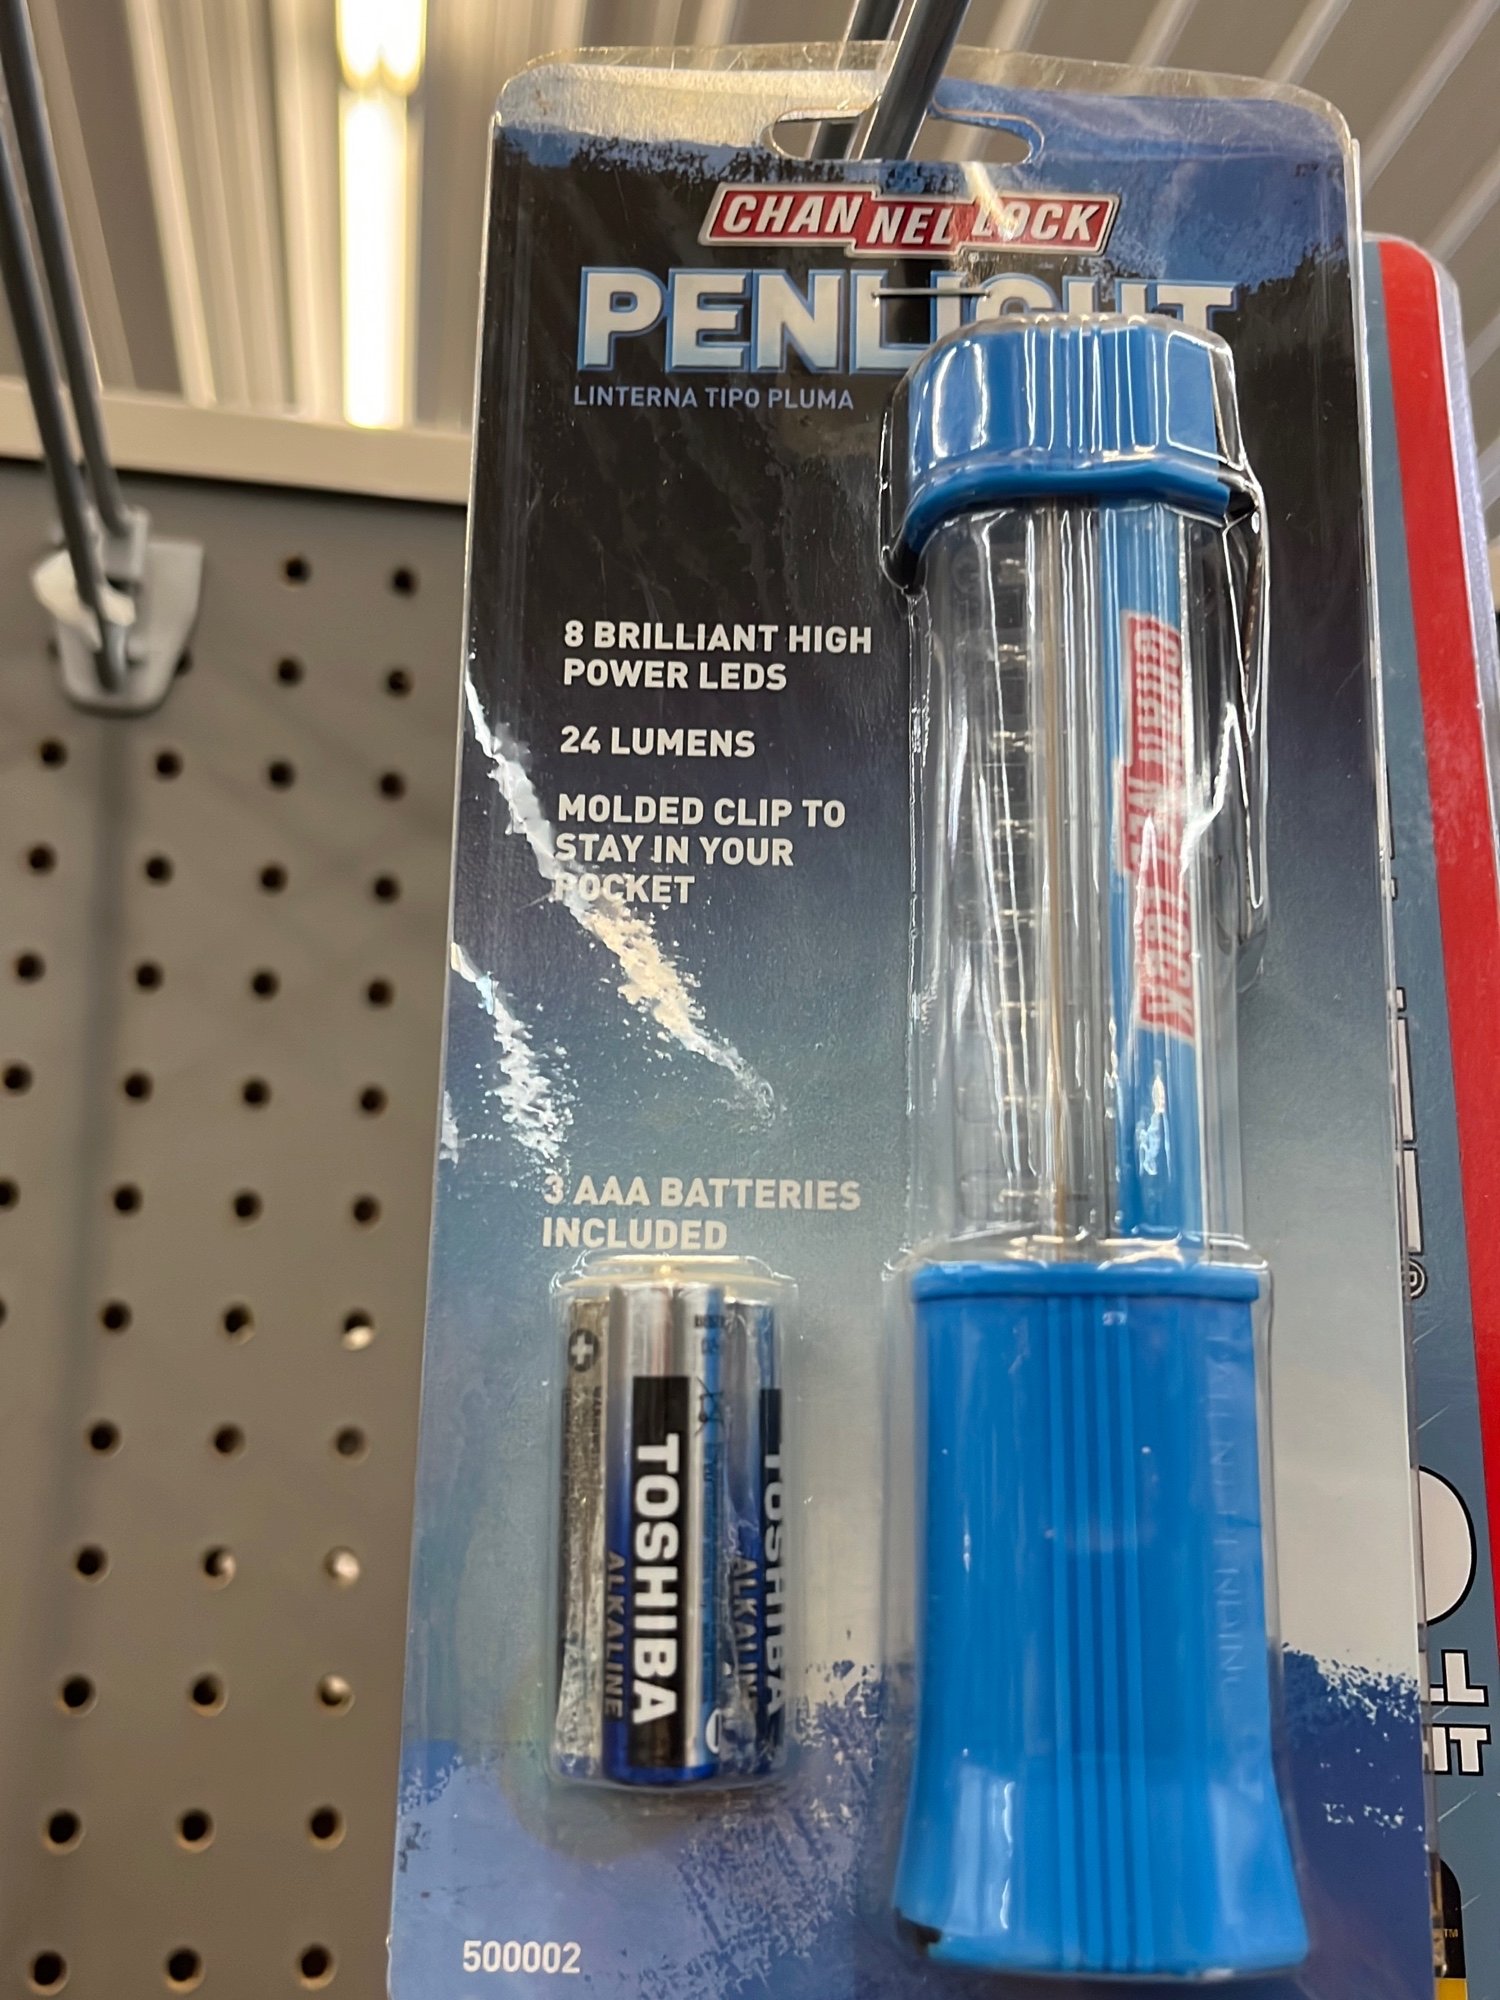 CHANNELLOCK
PENLIGHT
LINTERNA TIPO PLUMA
8 BRILLIANT HIGH
POWER LEDS
24 LUMENS
MOLDED CLIP TO
STAY IN YOUR
POCKET
CHANNELLOCK
3 AAA BATTERIES
INCLUDED
TOSHIBA
ALKALINE
TOSHIBA
ALKALINE
500002